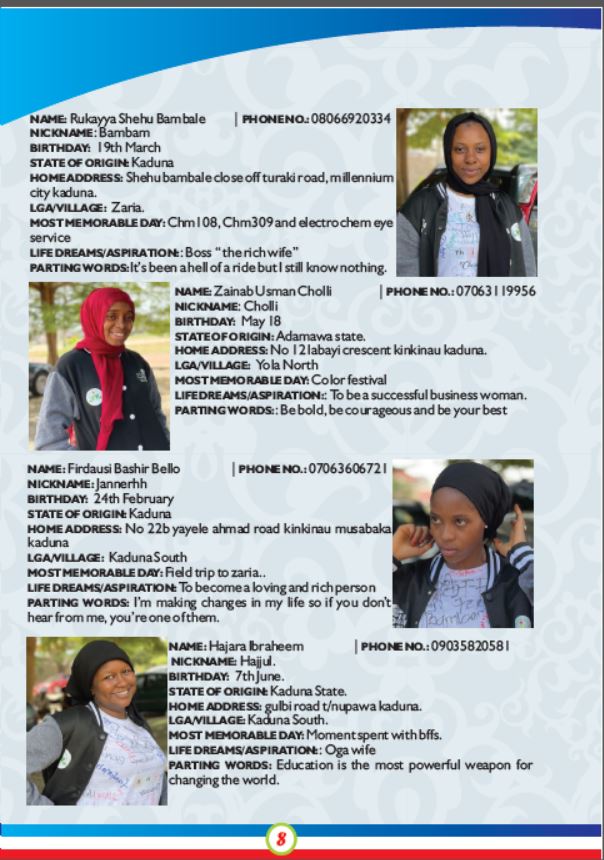 NAME: Rukayya Shehu Bambale | PHONE NO.: 08066920334
NICKNAME: Bambam
BIRTHDAY: 19th March
STATE OF ORIGIN: Kaduna
HOME ADDRESS: Shehu bambale close off turaki road, millennium
city kaduna.
LGA/VILLAGE: Zaria.
MOST MEMORABLE DAY: Chm108, Chm309 and electrochem eye
service
LIFE DREAMS/ASPIRATION:: Boss “the rich wife”
PARTING WORDS:It’s been a hell of a ride but I still know nothing.
NAME: Zainab Usman Cholli | PHONE NO.: 07063119956
NICKNAME: Cholli
BIRTHDAY: May 18
STATE OF ORIGIN: Adamawa state.
HOME ADDRESS: No 12 labayi crescent kinkinau kaduna.
LGA/VILLAGE: Yola North
MOST MEMORABLE DAY: Color festival
LIFE DREAMS/ASPIRATION:: To be a successful business woman.
PARTING WORDS:: Be bold, be courageous and be your best
NAME: Firdausi Bashir Bello | PHONE NO.: 07063606721
NICKNAME: Jannerhh
BIRTHDAY: 24th February
STATE OF ORIGIN: Kaduna
HOME ADDRESS: No 22b yayele ahmad road kinkinau musabaka
kaduna
LGA/VILLAGE: Kaduna South
MOST MEMORABLE DAY: Field trip to zaria..
LIFE DREAMS/ASPIRATION: To become a loving and rich person
PARTING WORDS: I’m making changes in my life so if you don’t
hear from me, you’re one of them.
NAME: Hajara Ibraheem | PHONE NO.: 09035820581
NICKNAME: Hajjul.
BIRTHDAY: 7th June.
STATE OF ORIGIN: Kaduna State.
HOME ADDRESS: gulbi road t/nupawa kaduna.
LGA/VILLAGE: Kaduna South.
MOST MEMORABLE DAY: Moment spent with bffs.
LIFE DREAMS/ASPIRATION:: Oga wife
PARTING WORDS: Education is the most powerful weapon for
changing the world.
8